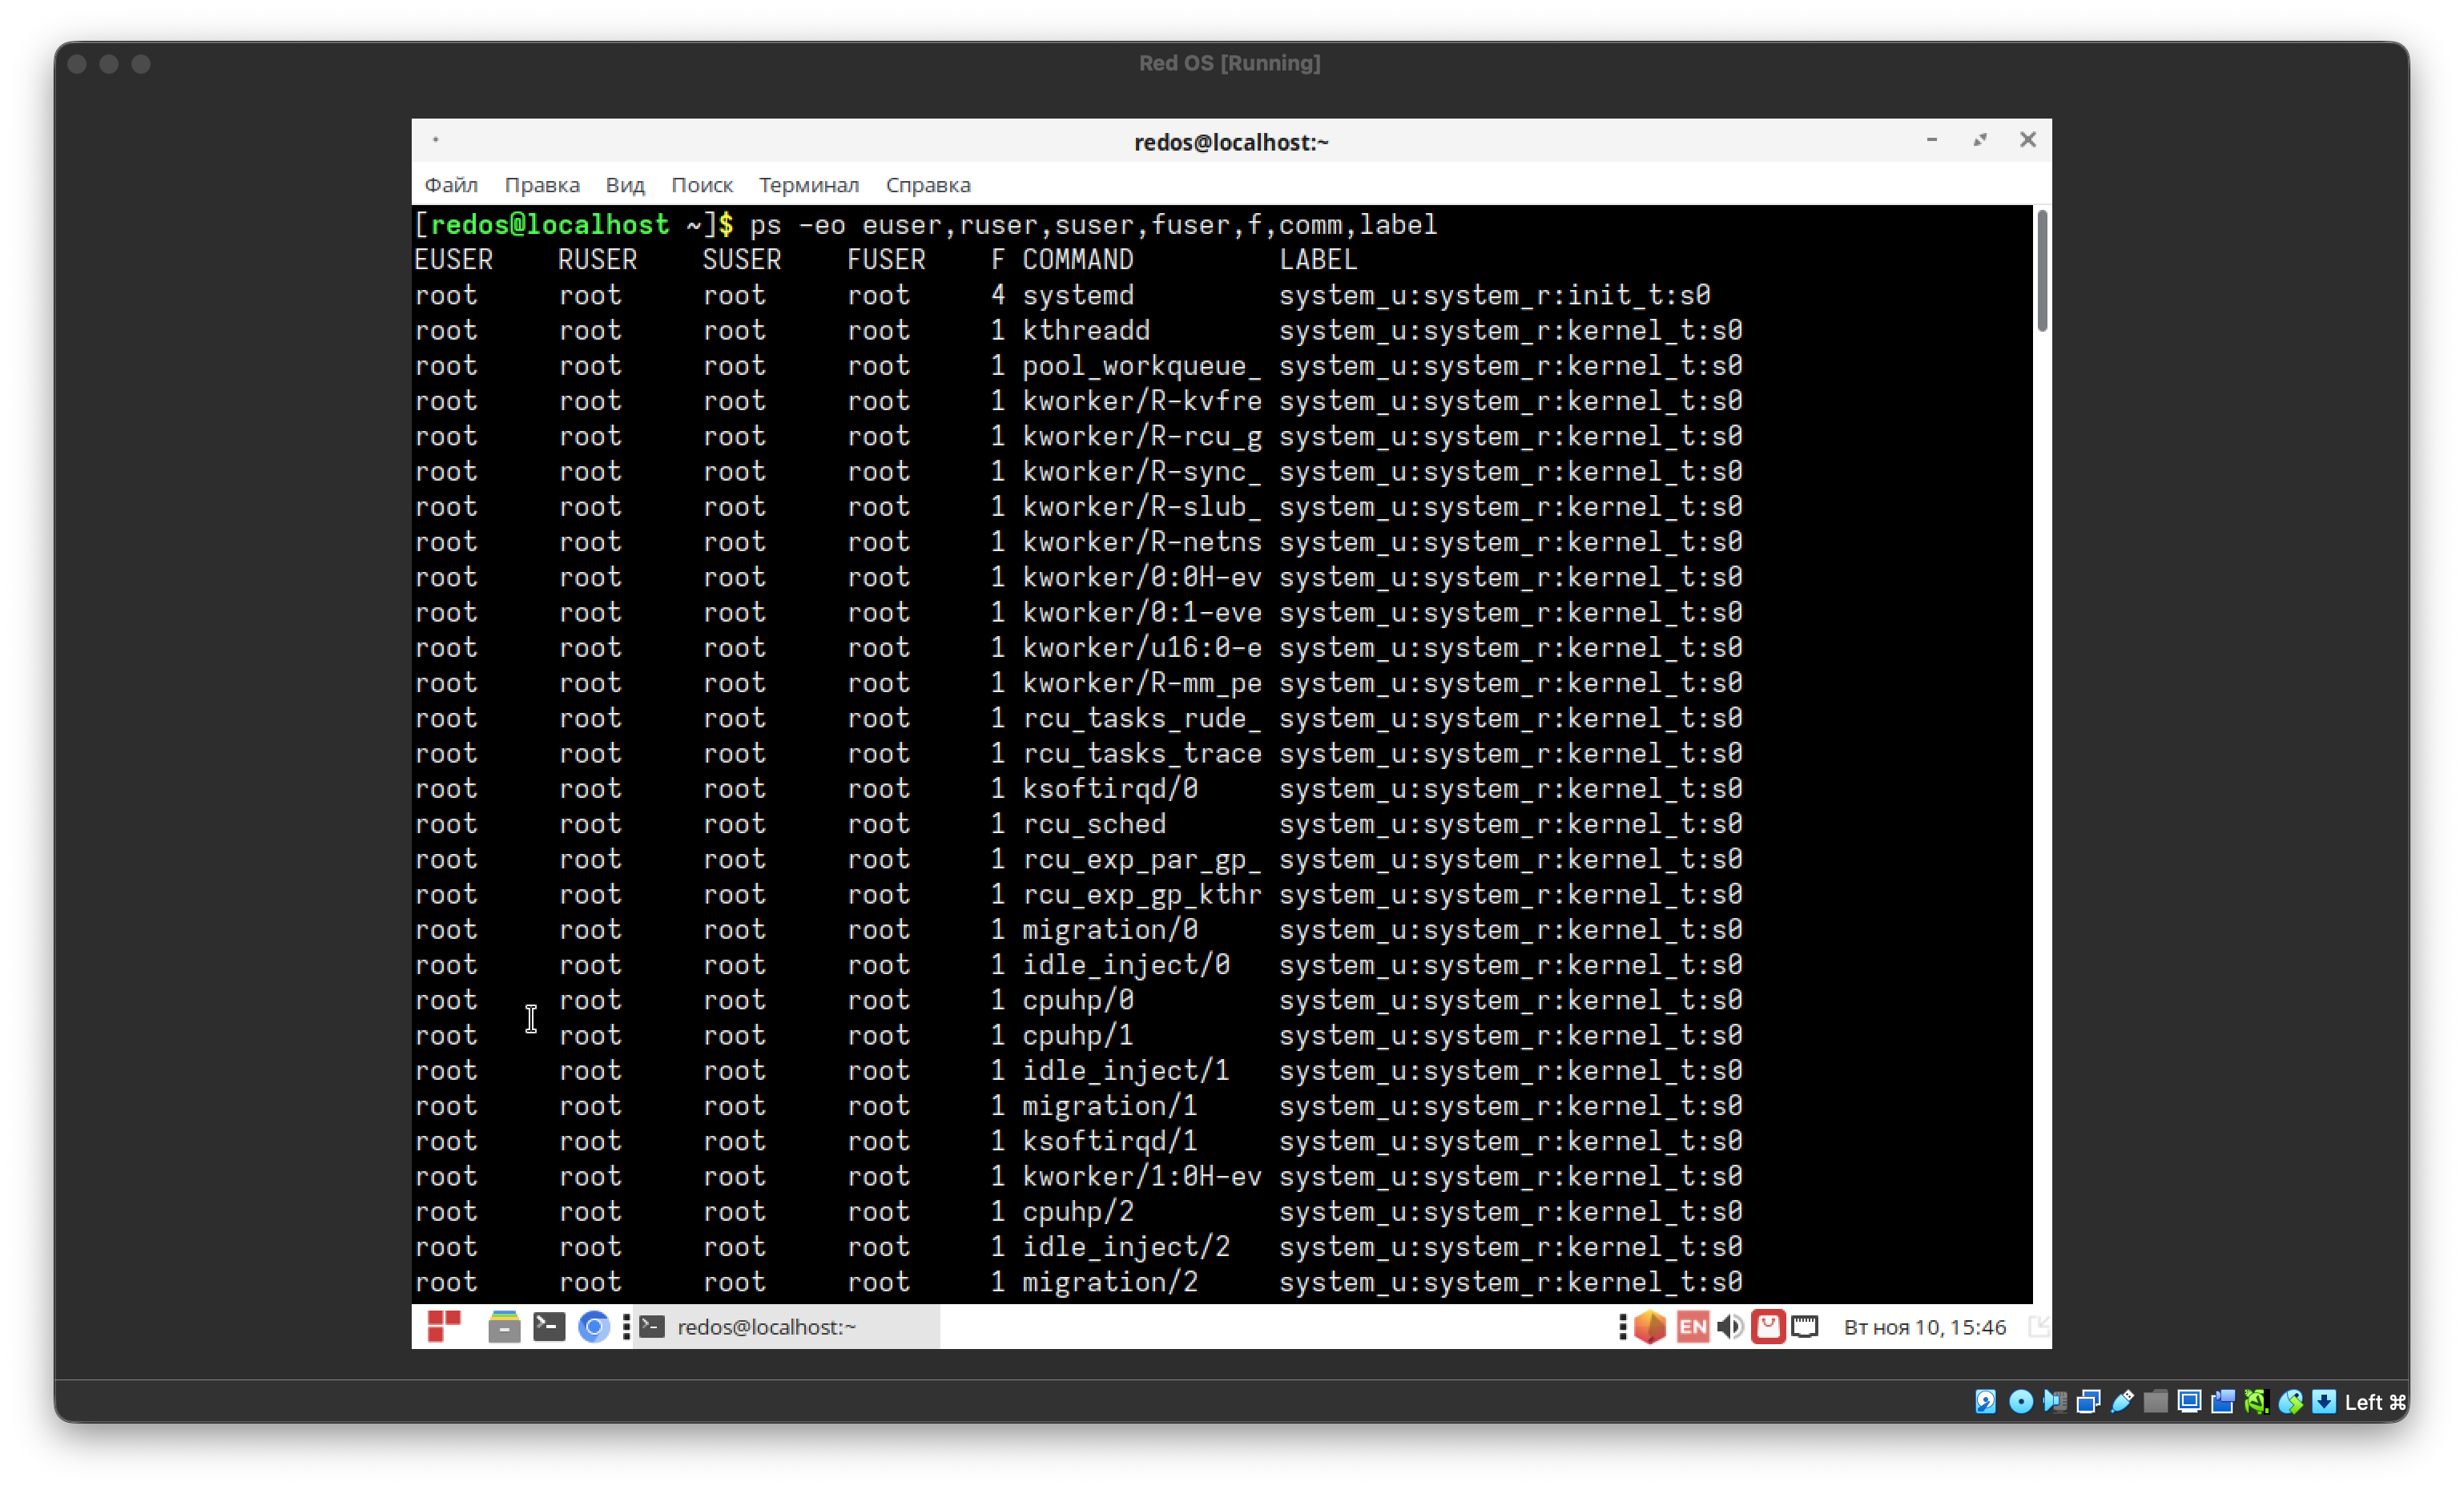 Red OS [Running]
redos@localhost:~
Файл Правка Вид Поиск Терминал Справка
[redos@localhost ~]$ ps -eo euser,ruser,suser,fuser,f,comm,label
EUSER RUSER SUSER FUSER F COMMAND LABEL
root root root root 4 systemd system_u:system_r:init_t:s0
root root root root 1 kthreadd system_u:system_r:kernel_t:s0
root root root root 1 pool_workqueue_ system_u:system_r:kernel_t:s0
root root root root 1 kworker/R-kvfre system_u:system_r:kernel_t:s0
root root root root 1 kworker/R-rcu_g system_u:system_r:kernel_t:s0
root root root root 1 kworker/R-sync_ system_u:system_r:kernel_t:s0
root root root root 1 kworker/R-slub_ system_u:system_r:kernel_t:s0
root root root root 1 kworker/R-netns system_u:system_r:kernel_t:s0
root root root root 1 kworker/0:0H-ev system_u:system_r:kernel_t:s0
root root root root 1 kworker/0:1-eve system_u:system_r:kernel_t:s0
root root root root 1 kworker/u16:0-e system_u:system_r:kernel_t:s0
root root root root 1 kworker/R-mm_pe system_u:system_r:kernel_t:s0
root root root root 1 rcu_tasks_rude_ system_u:system_r:kernel_t:s0
root root root root 1 rcu_tasks_trace system_u:system_r:kernel_t:s0
root root root root 1 ksoftirqd/0 system_u:system_r:kernel_t:s0
root root root root 1 rcu_sched system_u:system_r:kernel_t:s0
root root root root 1 rcu_exp_par_gp_ system_u:system_r:kernel_t:s0
root root root root 1 rcu_exp_gp_kthr system_u:system_r:kernel_t:s0
root root root root 1 migration/0 system_u:system_r:kernel_t:s0
root root root root 1 idle_inject/0 system_u:system_r:kernel_t:s0
root root root root 1 cpuhp/0 system_u:system_r:kernel_t:s0
root root root root 1 cpuhp/1 system_u:system_r:kernel_t:s0
root root root root 1 idle_inject/1 system_u:system_r:kernel_t:s0
root root root root 1 migration/1 system_u:system_r:kernel_t:s0
root root root root 1 ksoftirqd/1 system_u:system_r:kernel_t:s0
root root root root 1 kworker/1:0H-ev system_u:system_r:kernel_t:s0
root root root root 1 cpuhp/2 system_u:system_r:kernel_t:s0
root root root root 1 idle_inject/2 system_u:system_r:kernel_t:s0
root root root root 1 migration/2 system_u:system_r:kernel_t:s0
redos@localhost:~ EN Вт ноя 10, 15:46
Left ⌘